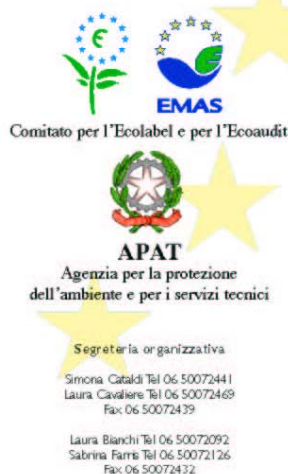 EMAS
Comitato per l'Ecolabel e per l'Ecoaudit
APAT
Agenzia per la protezione
dell'ambiente e per i servizi tecnici
Segreteria organizzativa
Simona Cataldi Tel 06 50072441
Laura Cavaliere Tel 06 50072469
Fax 06 50072439
Laura Bianchi Tel 06 50072092
Sabrina Farris Tel 06 50072126
Fax 06 50072432